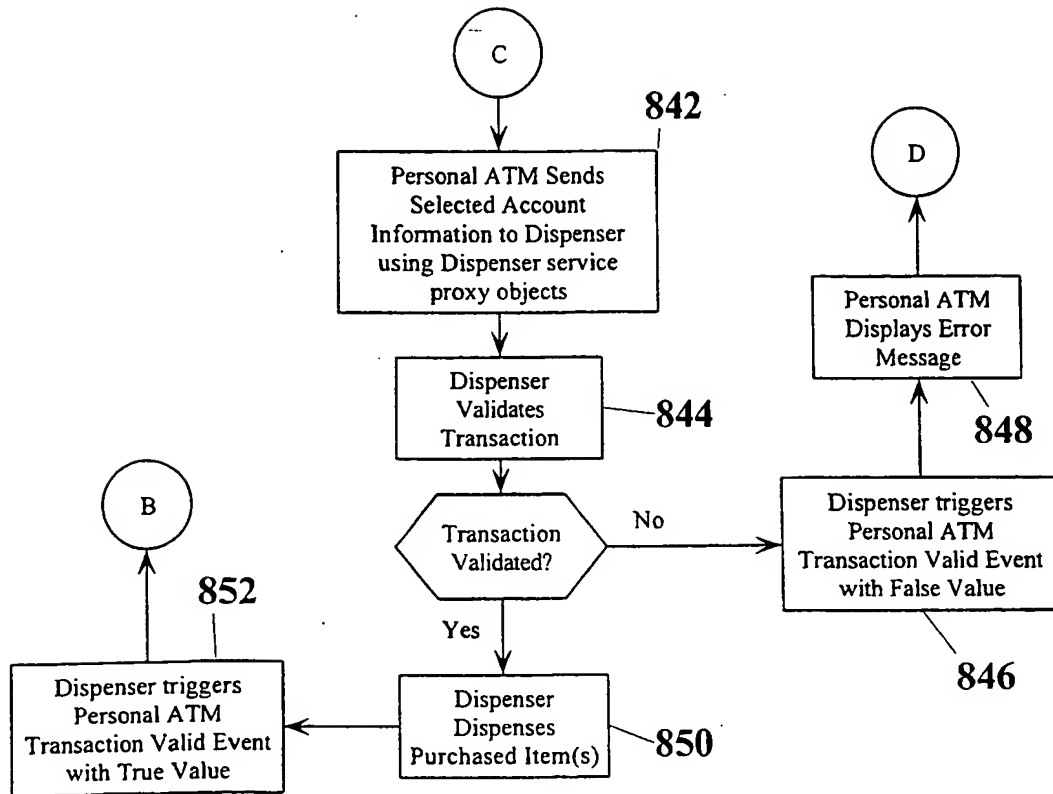 C
842
Personal ATM Sends
Selected Account
Information to Dispenser
using Dispenser service
proxy objects
D
Personal ATM
Displays Error
Message
848
Dispenser
Validates
Transaction
844
B
Transaction
Validated?
No
Dispenser triggers
Personal ATM
Transaction Valid Event
with False Value
846
Yes
852
Dispenser triggers
Personal ATM
Transaction Valid Event
with True Value
Dispenser
Dispenses
Purchased Item(s)
850